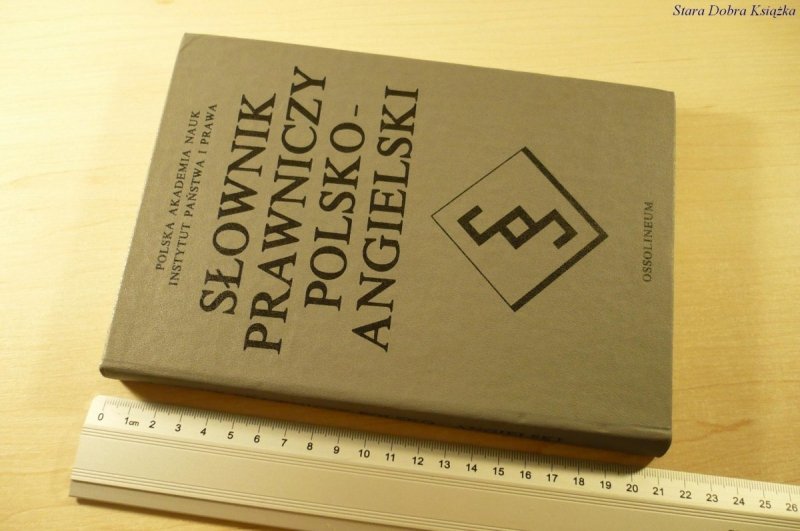 Stara Dobra Książka
POLSKA AKADEMIA NAUK
INSTYTUT PAŃSTWA I PRAWA
SŁOWNIK
PRAWNICZY
POLSKO-
ANGIELSKI
§
OSSOLINEUM
POLSKO - ANGIELSKI
0 1cm 2 3 4 5 6 7 8 9 10 11 12 13 14 15 16 17 18 19 20 21 22 23 24 25 26